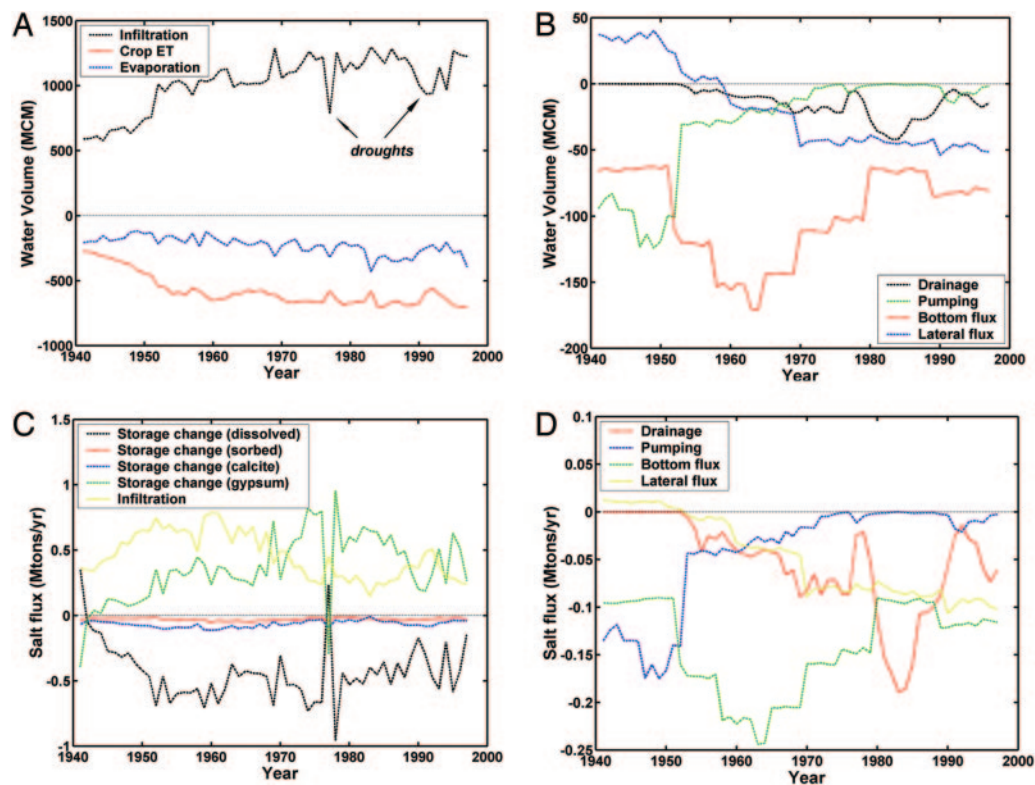 A
Water Volume (MCM)
1500
1000
500
0
-500
-1000
Infiltration
Crop ET
Evaporation
droughts
1940 1950 1960 1970 1980 1990 2000
Year
B
Water Volume (MCM)
50
0
-50
-100
-150
-200
Drainage
Pumping
Bottom flux
Lateral flux
1940 1950 1960 1970 1980 1990 2000
Year
C
Salt flux (Mtons/yr)
1.5
1
0.5
0
-0.5
-1
Storage change (dissolved)
Storage change (sorbed)
Storage change (calcite)
Storage change (gypsum)
Infiltration
1940 1950 1960 1970 1980 1990 2000
Year
D
Salt flux (Mtons/yr)
0.1
0.05
0
-0.05
-0.1
-0.15
-0.2
-0.25
Drainage
Pumping
Bottom flux
Lateral flux
1940 1950 1960 1970 1980 1990 2000
Year